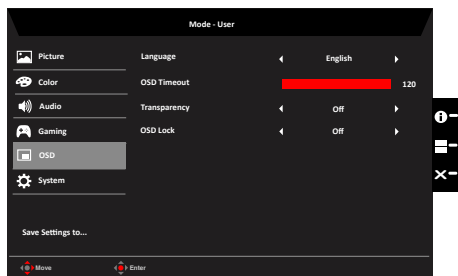 Mode - User
Picture
Language English
Color
OSD Timeout 120
Audio
Transparency Off
Gaming
OSD Lock Off
OSD
System
Save Settings to...
Move Enter